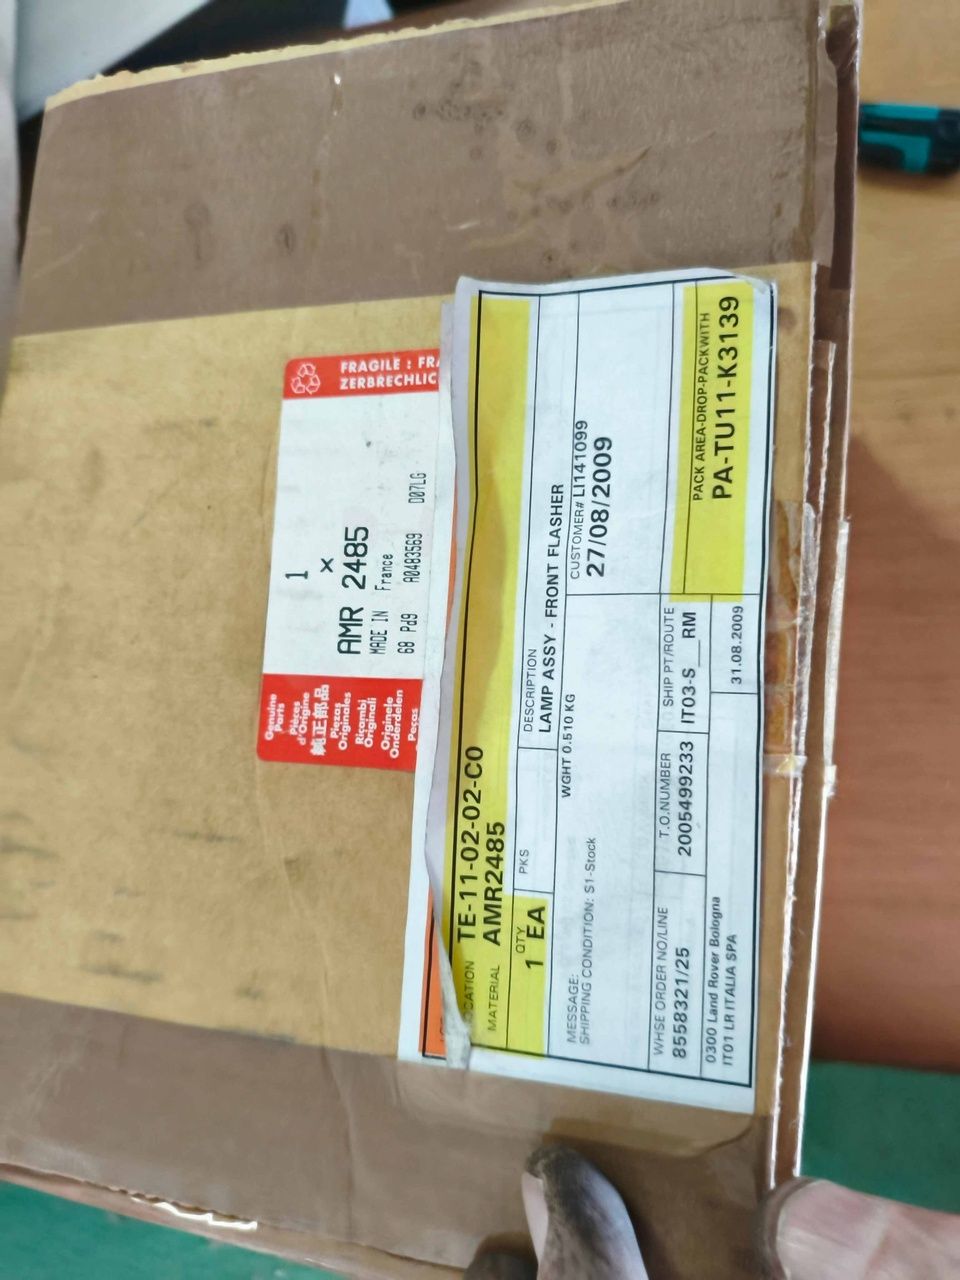 FRAGILE : FRA
ZERBRECHLIC
1
×
AMR 2485
MADE IN France
68 Pd9 A0483569 D07LG
Genuine
Parts
Pièces
d'Origine
純正部品
Piezas
Originales
Ricambi
Originali
Originele
Onderdelen
Peças
LOCATION TE-11-02-02-C0
MATERIAL AMR2485
QTY
1 EA
PKS
DESCRIPTION
LAMP ASSY - FRONT FLASHER
WGHT 0.510 KG
MESSAGE:
SHIPPING CONDITION: S1-Stock
CUSTOMER# LI141099
27/08/2009
WHSE ORDER NO/LINE
8558321/25
T.O.NUMBER
2005499233
SHIP PT/ROUTE
IT03-S__RM
PACK AREA-DROP-PACKWITH
PA-TU11-K3139
0300 Land Rover Bologna
IT01 LR ITALIA SPA
31.08.2009